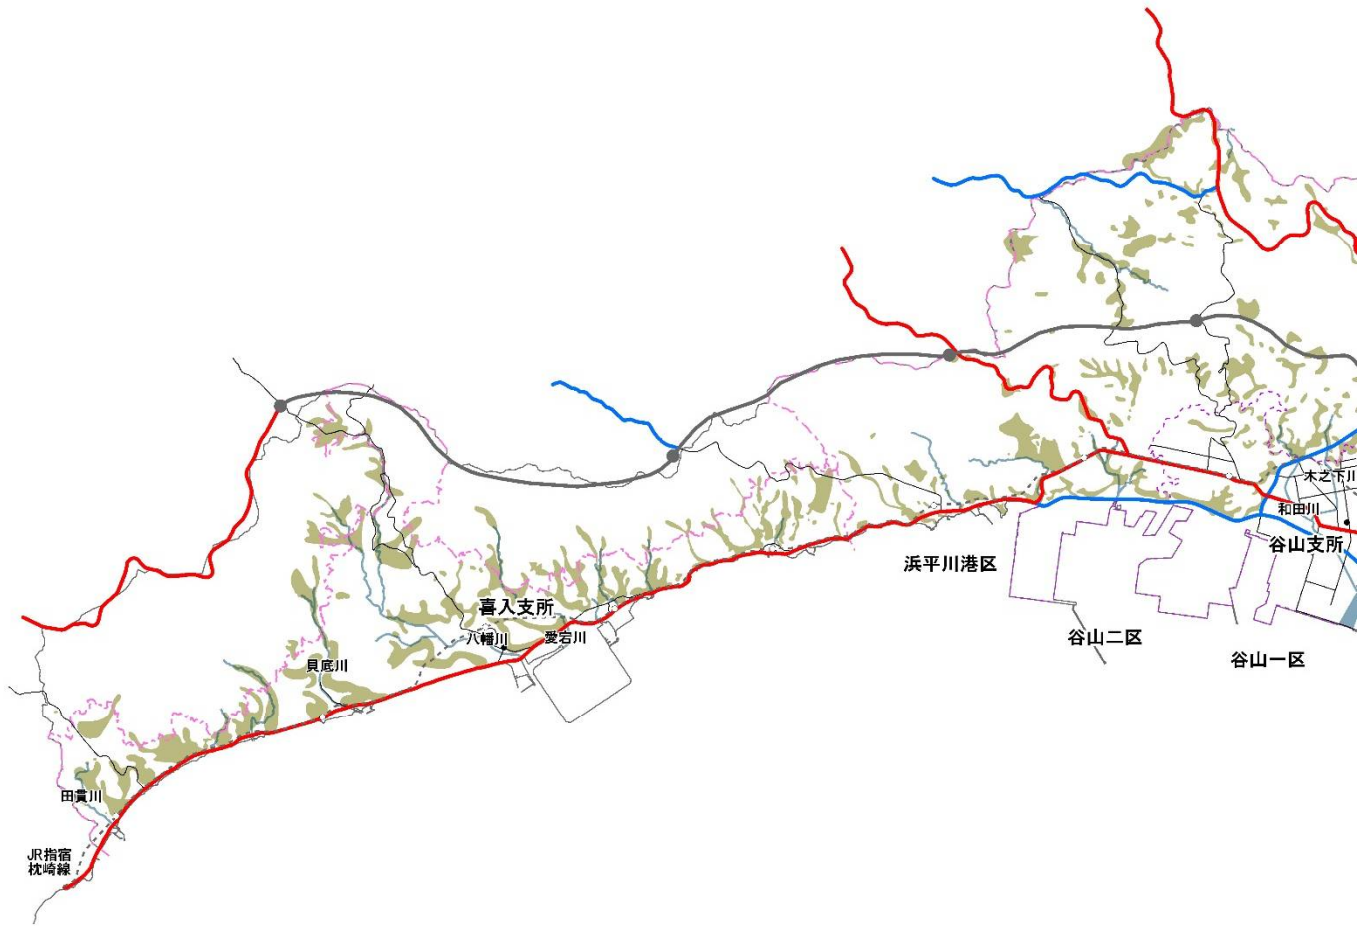 木之下川
和田川
谷山支所
浜平川港区
喜入支所
八幡川
愛宕川
谷山二区
谷山一区
貝底川
田貫川
JR指宿
枕崎線